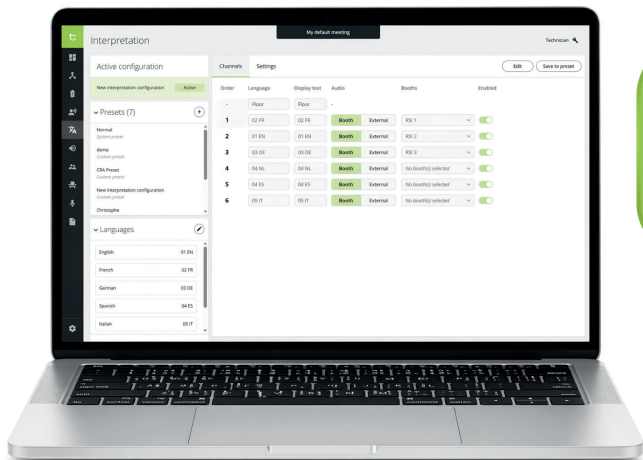 My default meeting
Interpretation
Technician
Active configuration
New interpretation configuration Active
Presets (7)
Normal
System preset
demo
Custom preset
CRA Preset
Custom preset
New interpretation configuration
Custom preset
Christophe
Languages
English 01 EN
French 02 FR
German 03 DE
Spanish 04 ES
Italian 05 IT
Channels Settings
Edit Save to preset
Order Language Display text Audio Booths Enabled
- Floor Floor -
1 02 FR 02 FR Booth External RSI 1
2 01 EN 01 EN Booth External RSI 2
3 03 DE 03 DE Booth External RSI 3
4 04 NL 04 NL Booth External No booth(s) selected
5 04 ES 04 ES Booth External No booth(s) selected
6 05 IT 05 IT Booth External No booth(s) selected